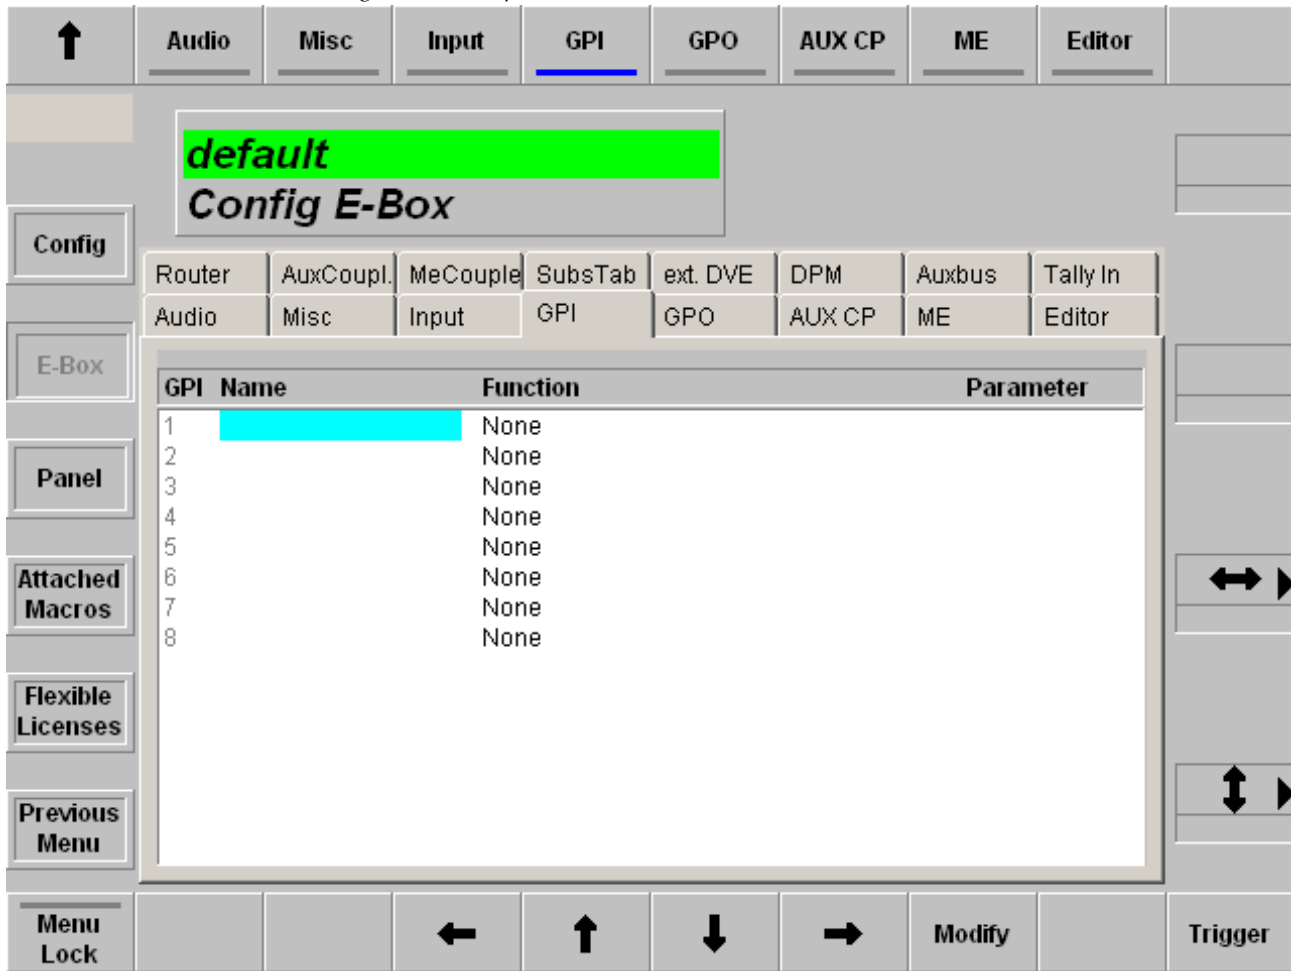 Audio Misc Input GPI GPO AUX CP ME Editor
default
Config E-Box
Config
Router AuxCoupl. MeCouple SubsTab ext. DVE DPM Auxbus Tally In
Audio Misc Input GPI GPO AUX CP ME Editor
E-Box
GPI Name Function Parameter
1 None
2 None
Panel
3 None
4 None
5 None
Attached
Macros
6 None
7 None
8 None
Flexible
Licenses
Previous
Menu
Menu
Lock
Modify
Trigger